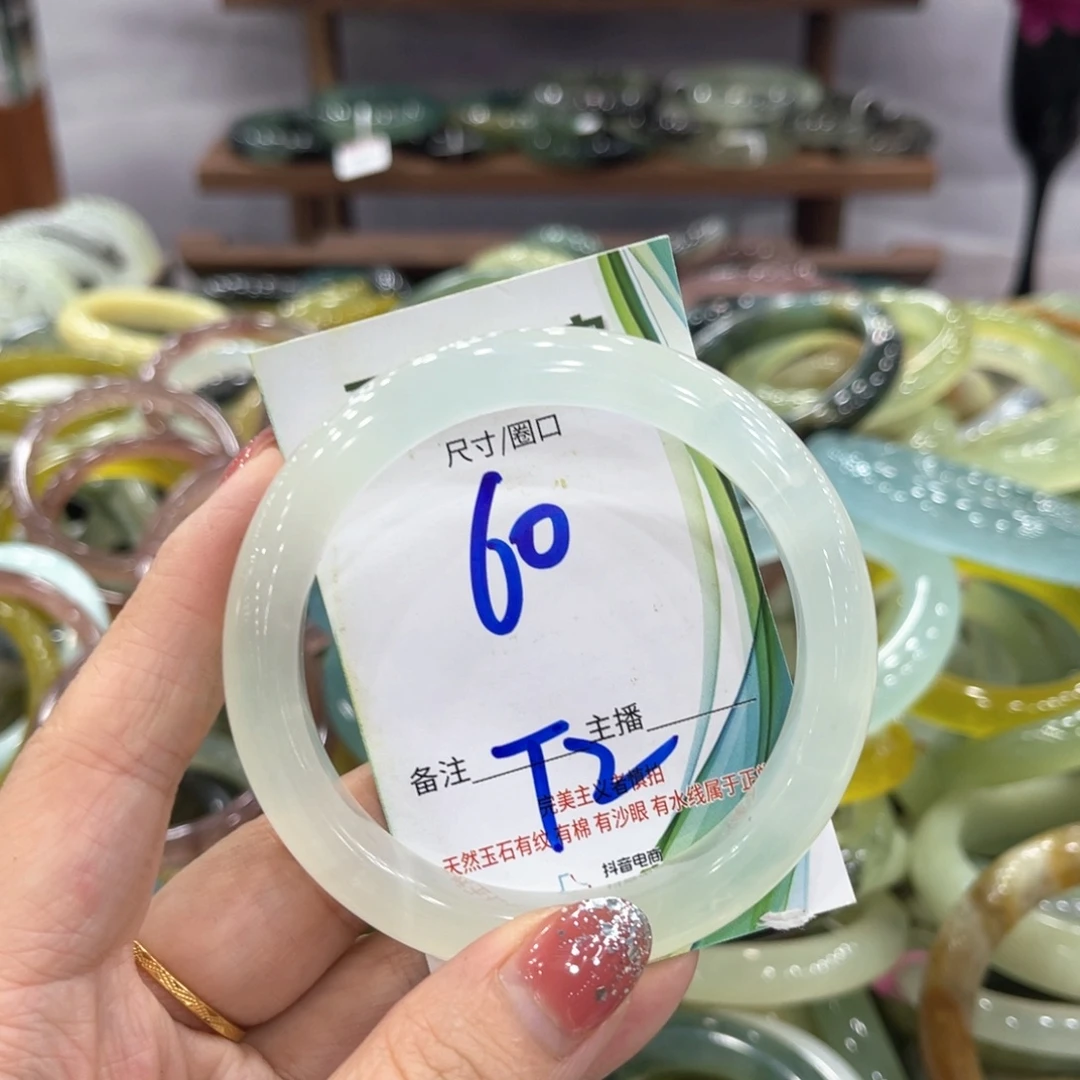 尺寸/圈口
60
主播
备注
T2
完美主义者慎拍
天然玉石有纹 有棉 有沙眼 有水线属于正
抖音电商